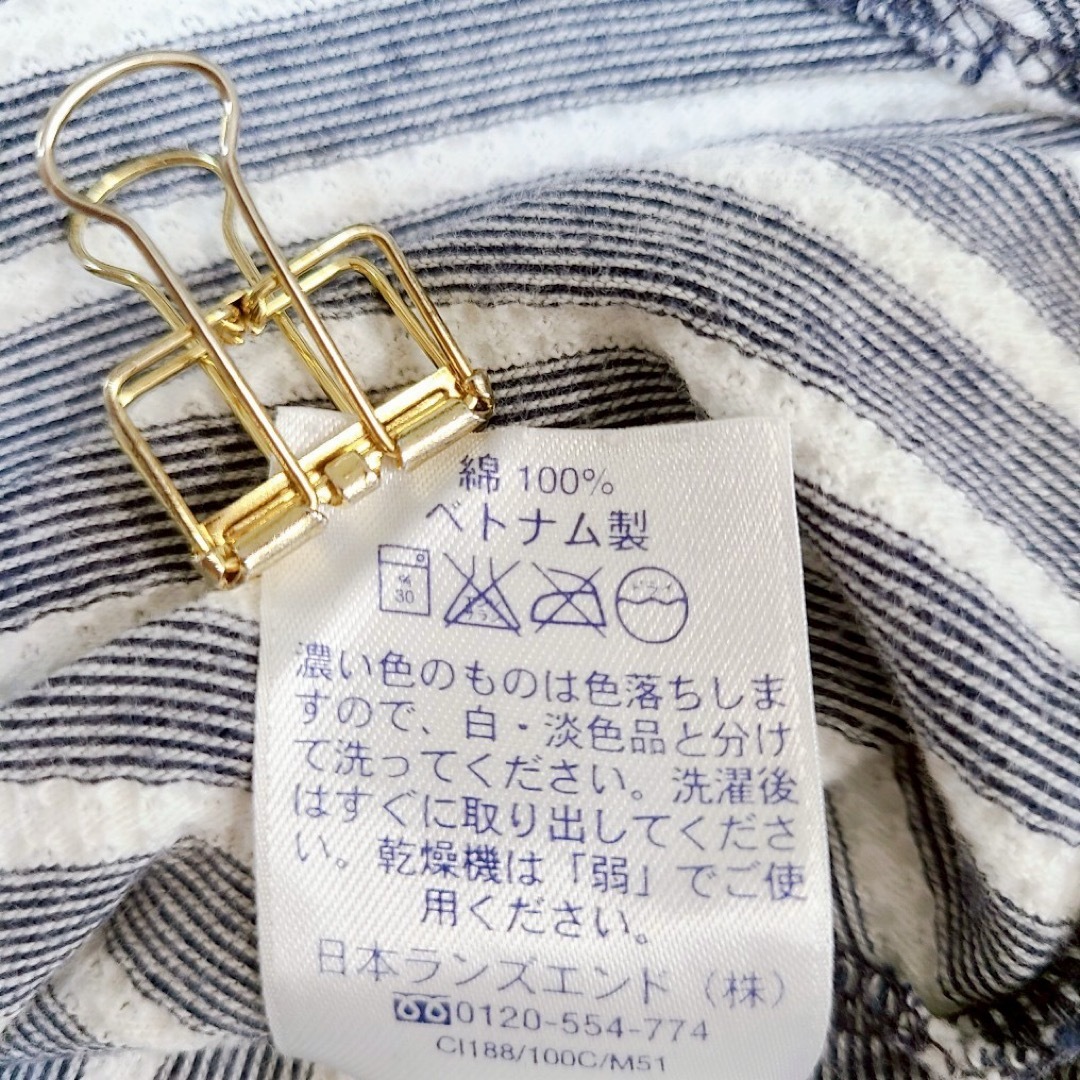 綿 100%
ベトナム製
30
ドライ
濃い色のものは色落ちしま
すので、白・淡色品と分け
て洗ってください。洗濯後
はすぐに取り出してくださ
い。乾燥機は「弱」でご使
用ください。
日本ランズエンド（株）
0120-554-774
CI188/100C/M51